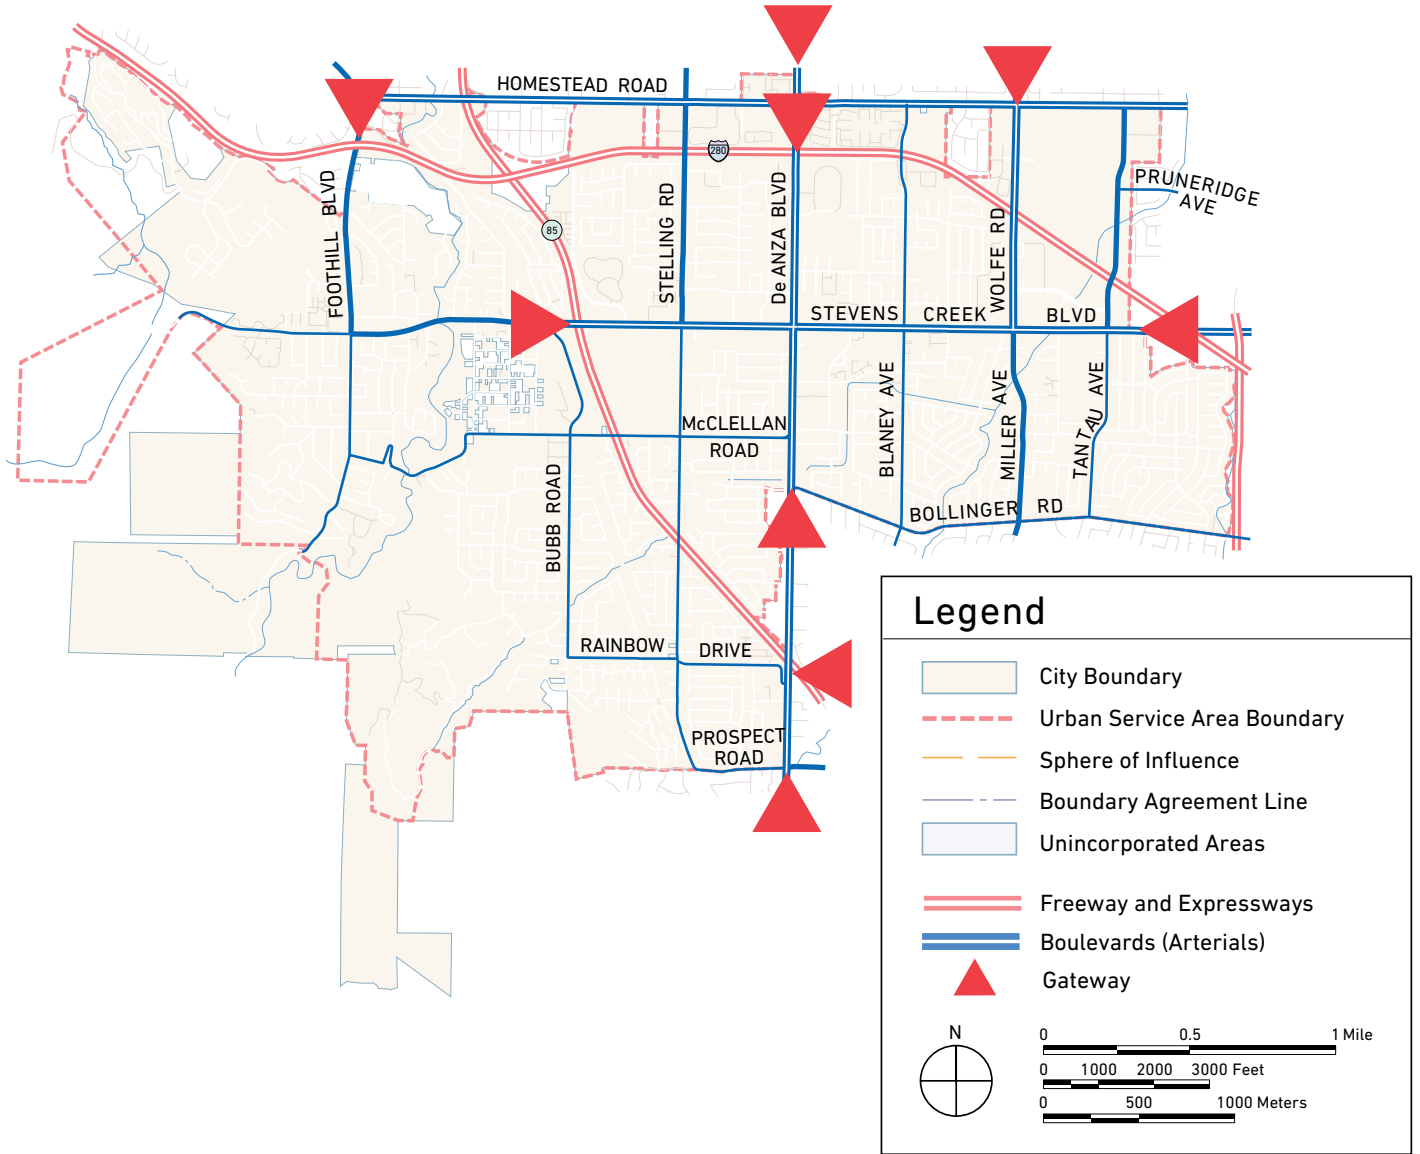 HOMESTEAD ROAD
280
PRUNERIDGE
AVE
FOOTHILL BLVD
85
STELLING RD
De ANZA BLVD
WOLFE RD
STEVENS CREEK BLVD
McCLELLAN
ROAD
BLANEY AVE
MILLER AVE
TANTAU AVE
BUBB ROAD
BOLLINGER RD
RAINBOW DRIVE
PROSPECT
ROAD
Legend
City Boundary
Urban Service Area Boundary
Sphere of Influence
Boundary Agreement Line
Unincorporated Areas
Freeway and Expressways
Boulevards (Arterials)
Gateway
N
0 0.5 1 Mile
0 1000 2000 3000 Feet
0 500 1000 Meters